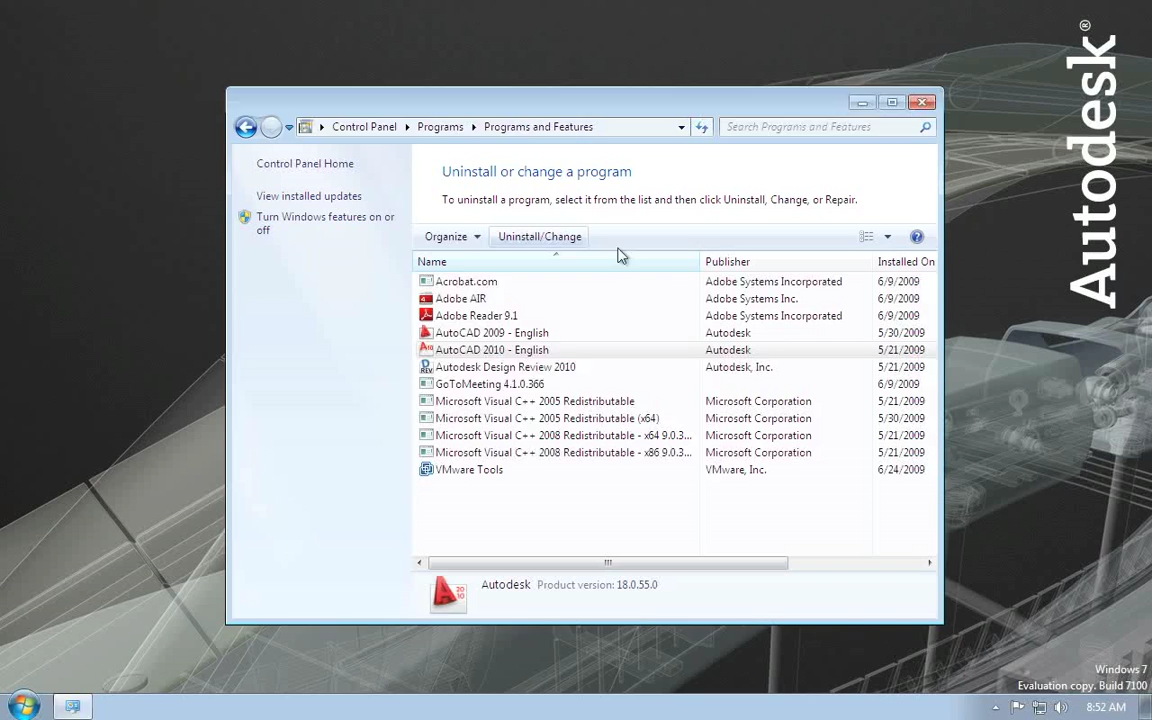 Autodesk®
Control Panel Programs Programs and Features
Search Programs and Features
Control Panel Home
View installed updates
Turn Windows features on or
off
Uninstall or change a program
To uninstall a program, select it from the list and then click Uninstall, Change, or Repair.
Organize Uninstall/Change
Name Publisher Installed On
Acrobat.com Adobe Systems Incorporated 6/9/2009
Adobe AIR Adobe Systems Inc. 6/9/2009
Adobe Reader 9.1 Adobe Systems Incorporated 6/9/2009
AutoCAD 2009 - English Autodesk 5/30/2009
AutoCAD 2010 - English Autodesk 5/21/2009
Autodesk Design Review 2010 Autodesk, Inc. 5/21/2009
GoToMeeting 4.1.0.366 6/9/2009
Microsoft Visual C++ 2005 Redistributable Microsoft Corporation 5/21/2009
Microsoft Visual C++ 2005 Redistributable (x64) Microsoft Corporation 5/30/2009
Microsoft Visual C++ 2008 Redistributable - x64 9.0.3... Microsoft Corporation 5/21/2009
Microsoft Visual C++ 2008 Redistributable - x86 9.0.3... Microsoft Corporation 5/21/2009
VMware Tools VMware, Inc. 6/24/2009
Autodesk Product version: 18.0.55.0
Windows 7
Evaluation copy. Build 7100
8:52 AM